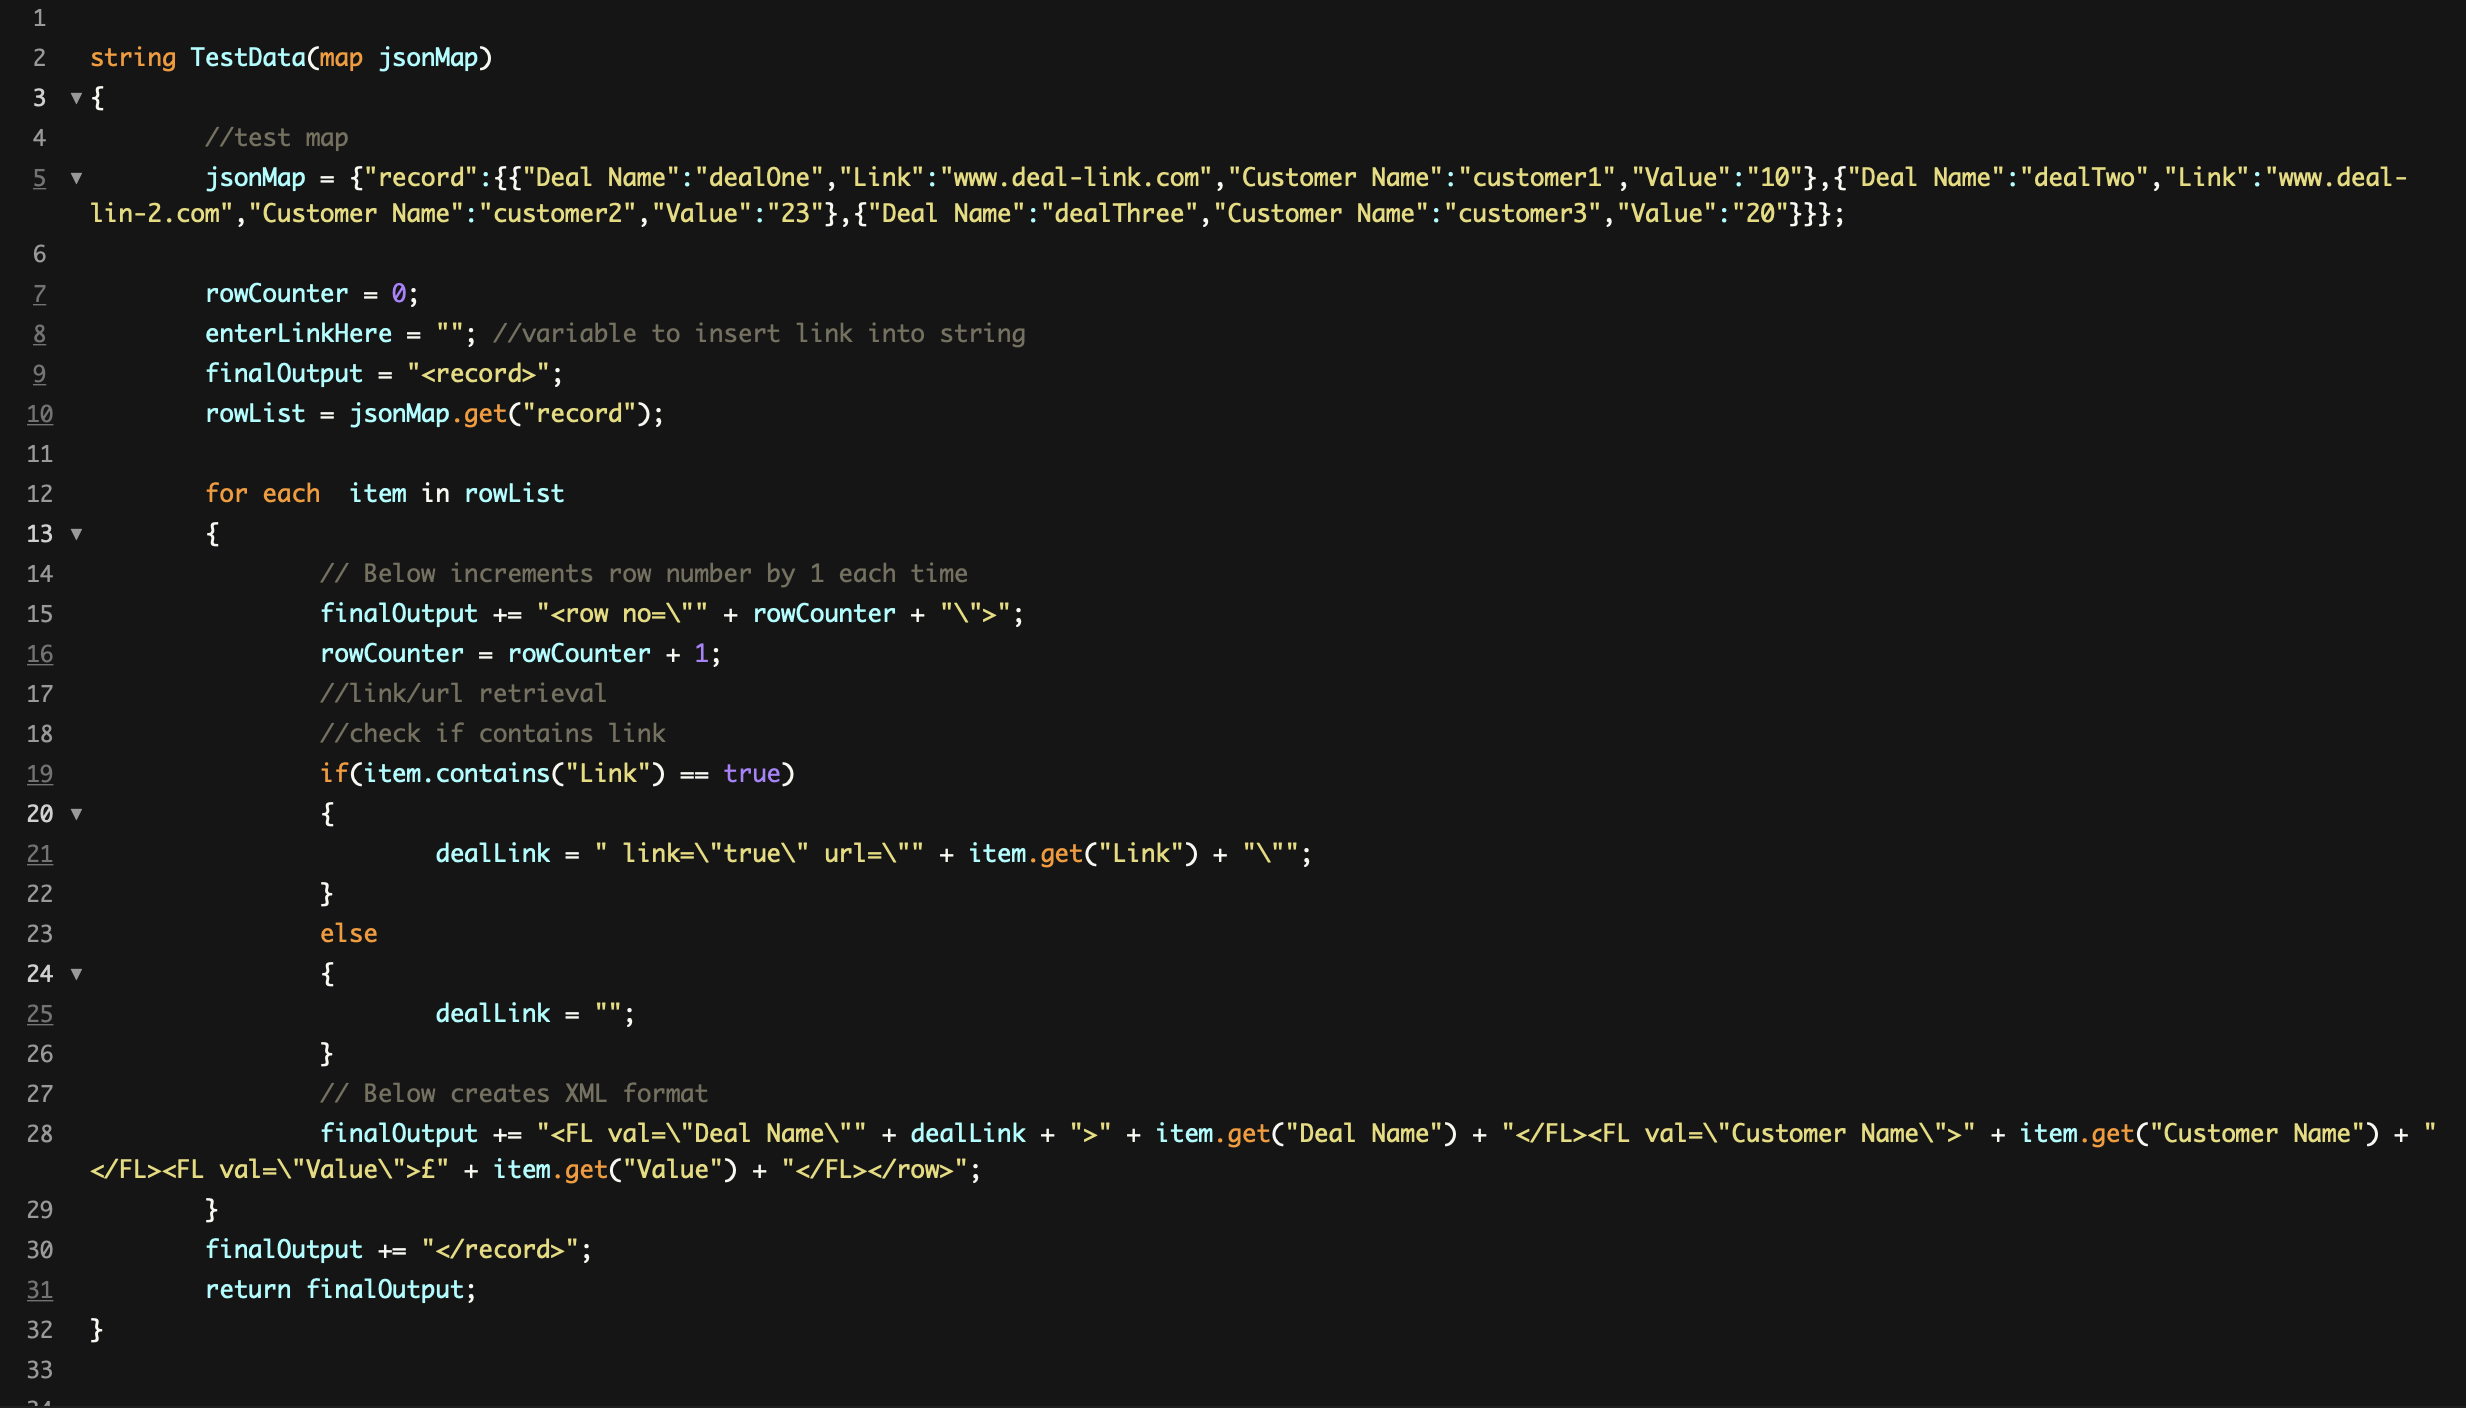 1
2 string TestData(map jsonMap)
3 {
4 //test map
5 jsonMap = {"record":{{"Deal Name":"dealOne","Link":"www.deal-link.com","Customer Name":"customer1","Value":"10"},{"Deal Name":"dealTwo","Link":"www.deal-
lin-2.com","Customer Name":"customer2","Value":"23"},{"Deal Name":"dealThree","Customer Name":"customer3","Value":"20"}}};
6
7 rowCounter = 0;
8 enterLinkHere = ""; //variable to insert link into string
9 finalOutput = "<record>";
10 rowList = jsonMap.get("record");
11
12 for each  item in rowList
13 {
14 // Below increments row number by 1 each time
15 finalOutput += "<row no=\"" + rowCounter + "\">";
16 rowCounter = rowCounter + 1;
17 //link/url retrieval
18 //check if contains link
19 if(item.contains("Link") == true)
20 {
21 dealLink = " link=\"true\" url=\"" + item.get("Link") + "\"";
22 }
23 else
24 {
25 dealLink = "";
26 }
27 // Below creates XML format
28 finalOutput += "<FL val=\"Deal Name\"" + dealLink + ">" + item.get("Deal Name") + "</FL><FL val=\"Customer Name\">" + item.get("Customer Name") + "
</FL><FL val=\"Value\">£" + item.get("Value") + "</FL></row>";
29 }
30 finalOutput += "</record>";
31 return finalOutput;
32 }
33